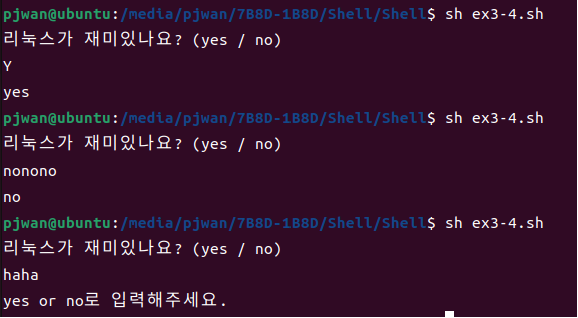 pjwan@ubuntu:/media/pjwan/7B8D-1B8D/Shell/Shell$ sh ex3-4.sh
리눅스가 재미있나요? (yes / no)
Y
yes
pjwan@ubuntu:/media/pjwan/7B8D-1B8D/Shell/Shell$ sh ex3-4.sh
리눅스가 재미있나요? (yes / no)
nonono
no
pjwan@ubuntu:/media/pjwan/7B8D-1B8D/Shell/Shell$ sh ex3-4.sh
리눅스가 재미있나요? (yes / no)
haha
yes or no로 입력해주세요.